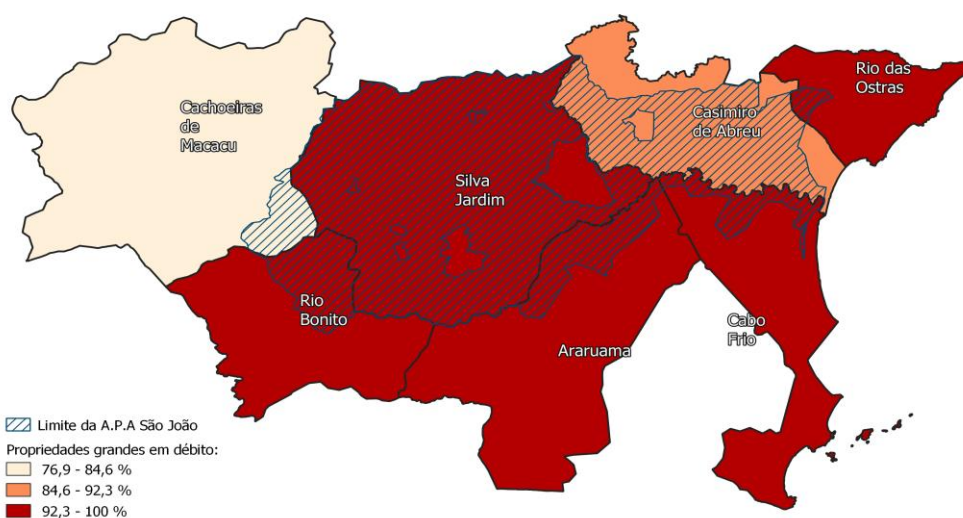 Cachoeiras
de
Macacu
Rio das
Ostras
Casimiro
de Abreu
Silva
Jardim
Rio
Bonito
Cabo
Frio
Araruama
Limite da A.P.A São João
Propriedades grandes em débito:
76,9 - 84,6 %
84,6 - 92,3 %
92,3 - 100 %